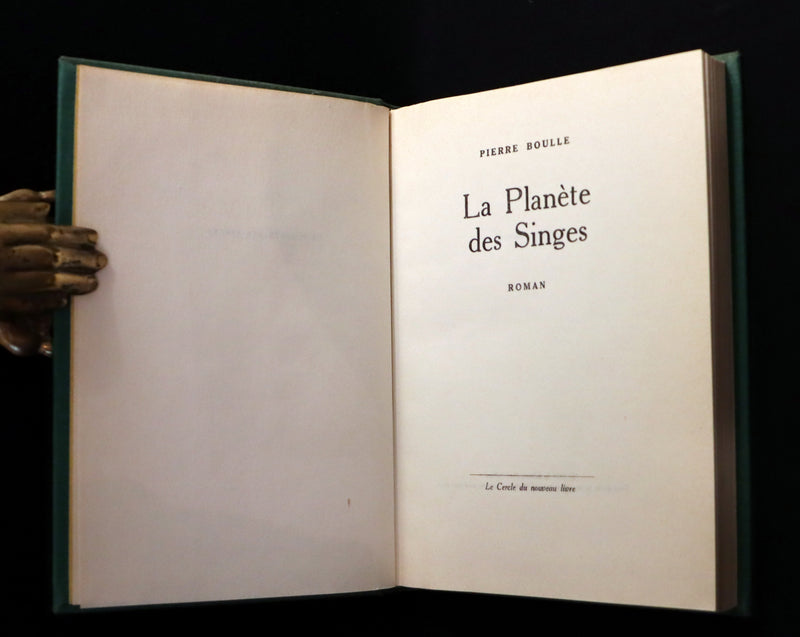 PIERRE BOULLE
La Planète
des Singes
ROMAN
Le Cercle du nouveau livre